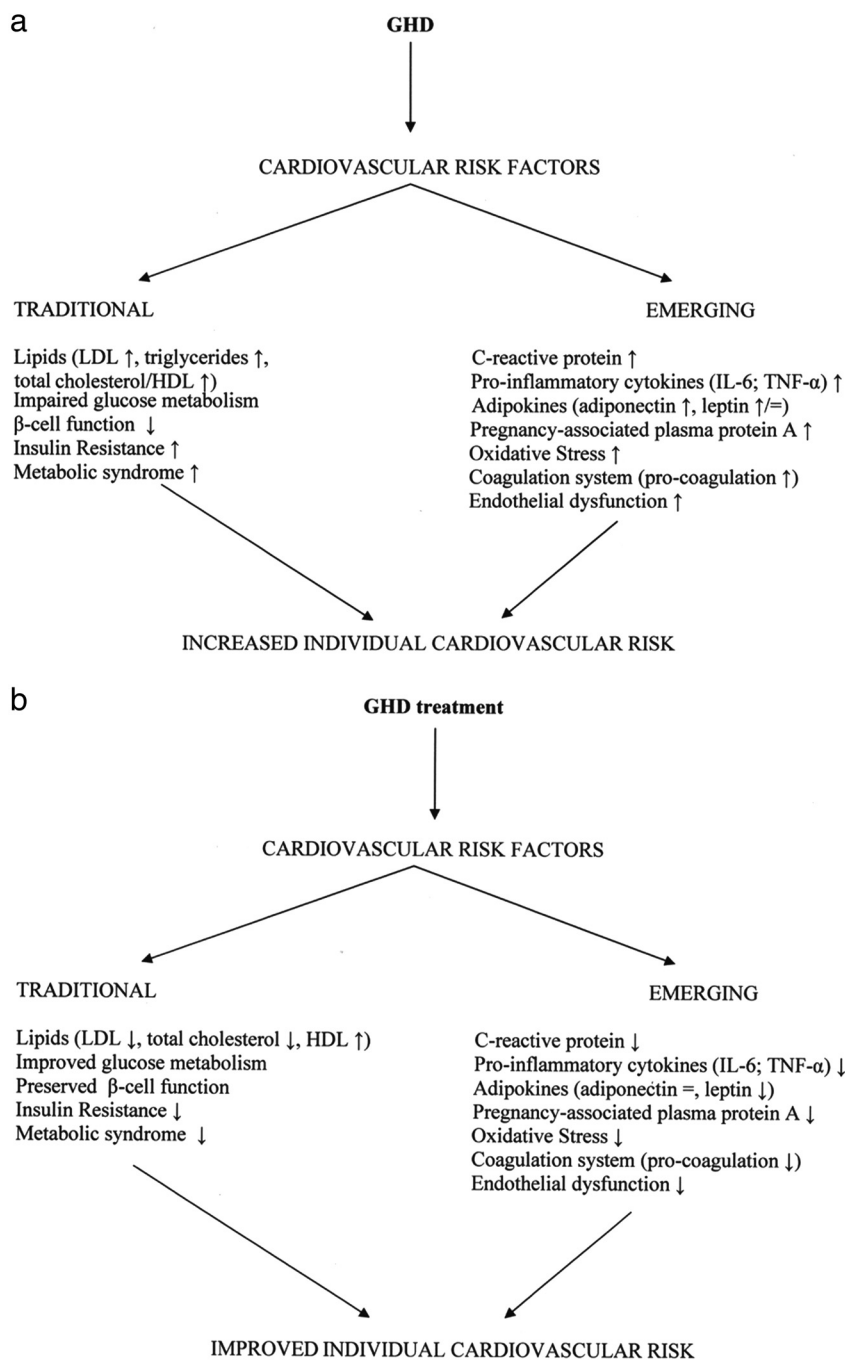 a
GHD
CARDIOVASCULAR RISK FACTORS
TRADITIONAL
Lipids (LDL ↑, triglycerides ↑,
total cholesterol/HDL ↑)
Impaired glucose metabolism
β-cell function ↓
Insulin Resistance ↑
Metabolic syndrome ↑
EMERGING
C-reactive protein ↑
Pro-inflammatory cytokines (IL-6; TNF-α) ↑
Adipokines (adiponectin ↑, leptin ↑/=)
Pregnancy-associated plasma protein A ↑
Oxidative Stress ↑
Coagulation system (pro-coagulation ↑)
Endothelial dysfunction ↑
INCREASED INDIVIDUAL CARDIOVASCULAR RISK
b
GHD treatment
CARDIOVASCULAR RISK FACTORS
TRADITIONAL
Lipids (LDL ↓, total cholesterol ↓, HDL ↑)
Improved glucose metabolism
Preserved β-cell function
Insulin Resistance ↓
Metabolic syndrome ↓
EMERGING
C-reactive protein ↓
Pro-inflammatory cytokines (IL-6; TNF-α) ↓
Adipokines (adiponectin =, leptin ↓)
Pregnancy-associated plasma protein A ↓
Oxidative Stress ↓
Coagulation system (pro-coagulation ↓)
Endothelial dysfunction ↓
IMPROVED INDIVIDUAL CARDIOVASCULAR RISK